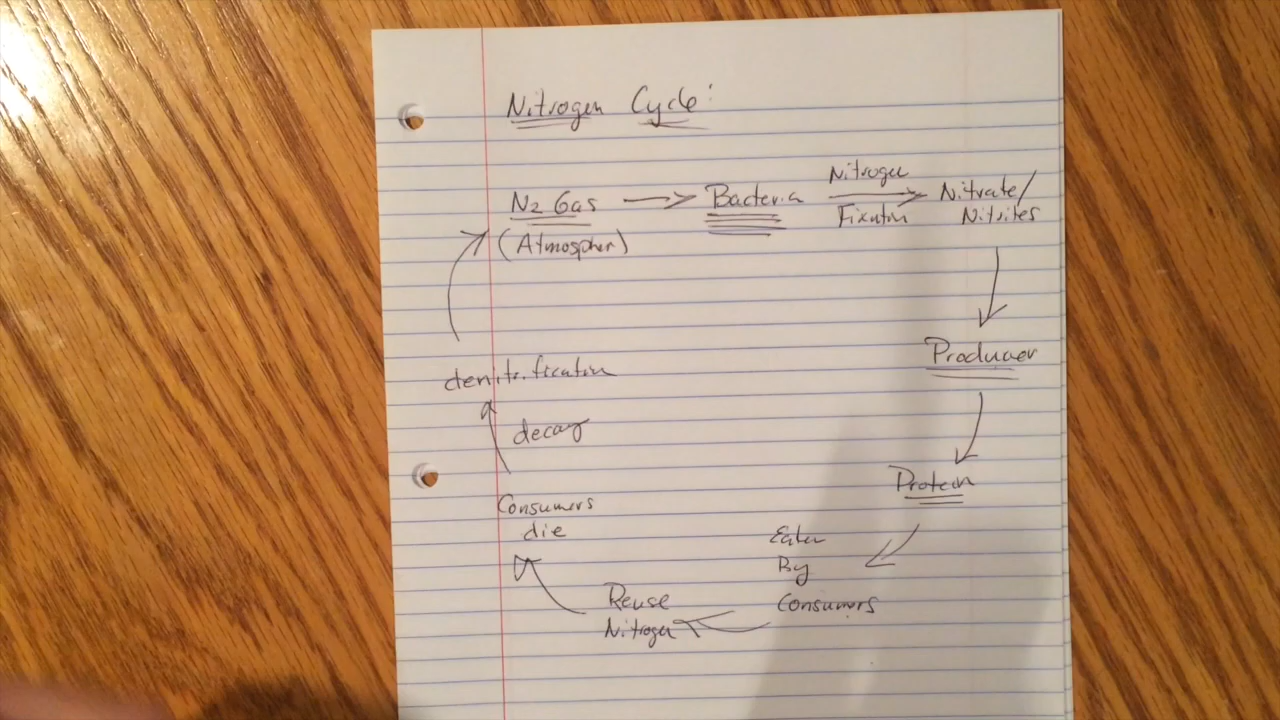 Nitrogen Cycle:
N2 Gas
(Atmospher)
Bacteria
Nitrogen
Fixation
Nitrate/
Nitrites
Producer
Protein
Eaten
By
Consumers
Reuse
Nitrogen
Consumers
die
decay
denitrification